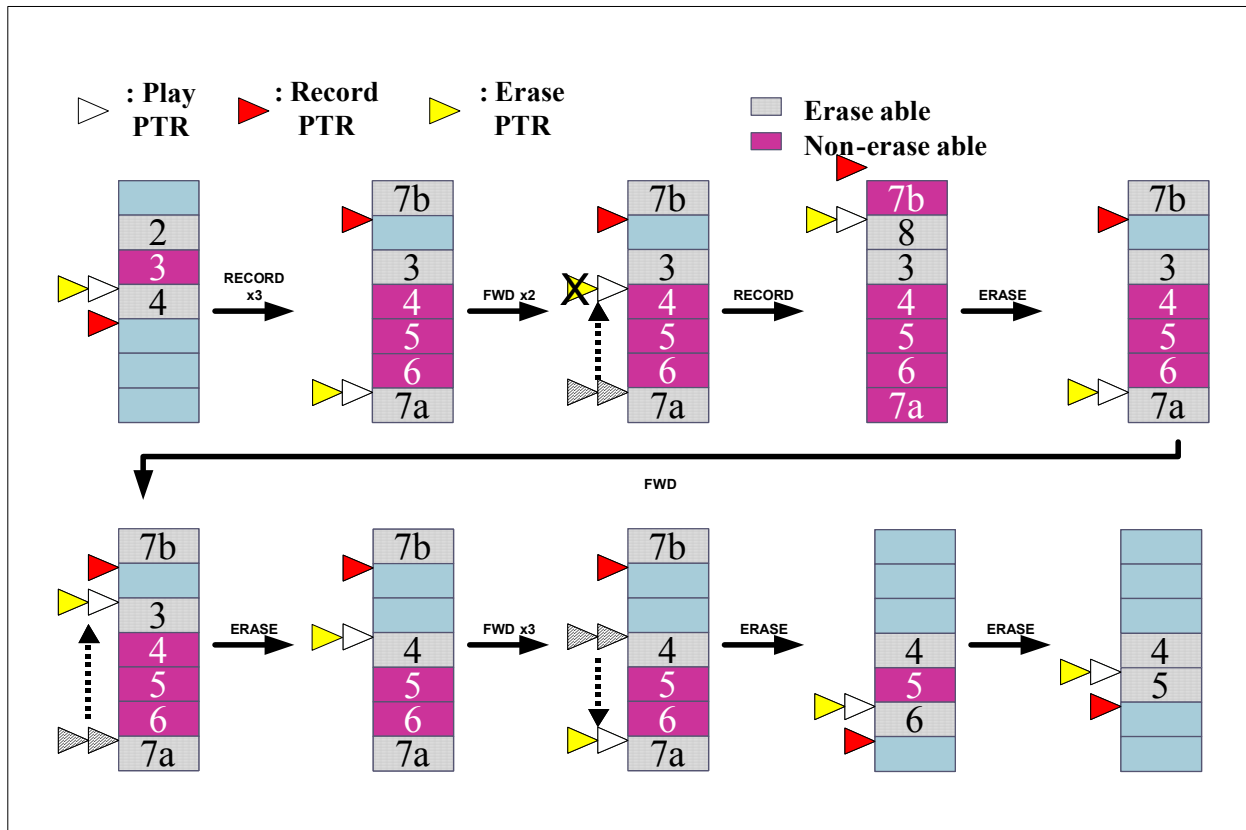 : Play
PTR
: Record
PTR
: Erase
PTR
Erase able
Non-erase able
2
3
4
RECORD
x3
7b
3
4
5
6
7a
FWD x2
X
7b
3
4
5
6
7a
RECORD
7b
8
3
4
5
6
7a
ERASE
7b
3
4
5
6
7a
FWD
7b
3
4
5
6
7a
ERASE
7b
4
5
6
7a
FWD x3
7b
4
5
6
7a
ERASE
4
5
6
ERASE
4
5